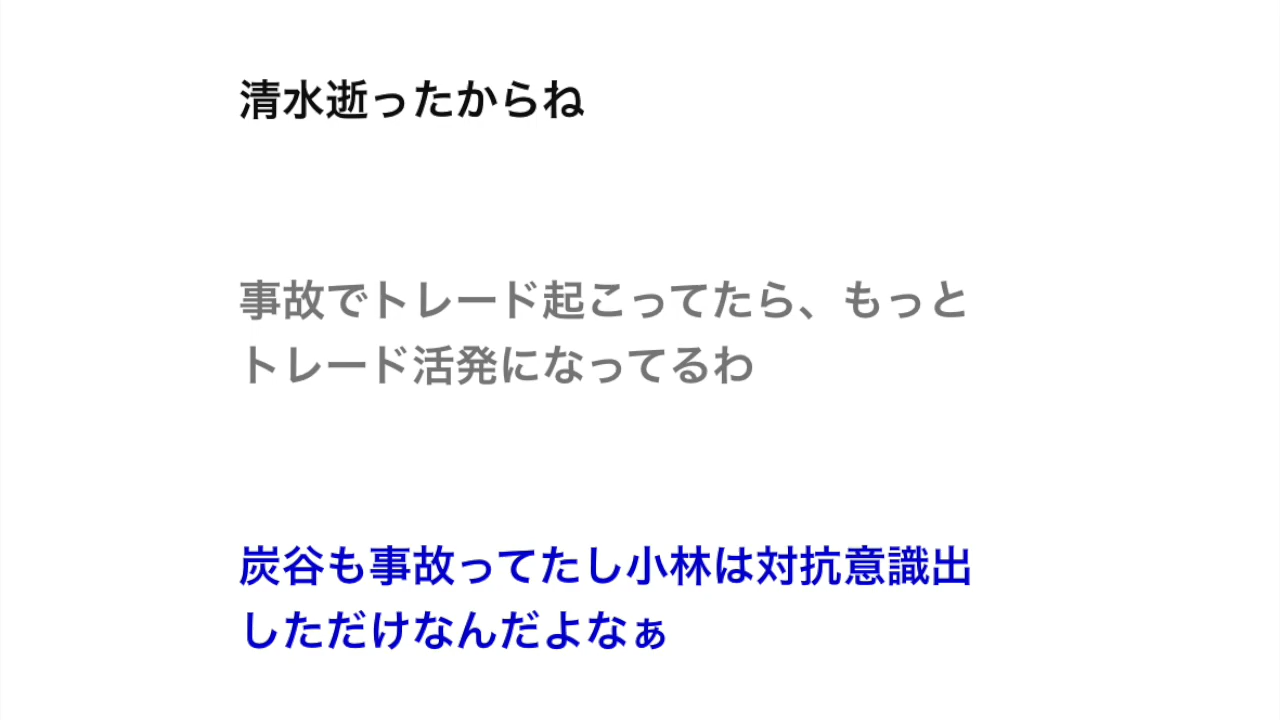 清水逝ったからね
事故でトレード起こってたら、もっと
トレード活発になってるわ
炭谷も事故ってたし小林は対抗意識出
しただけなんだよなぁ